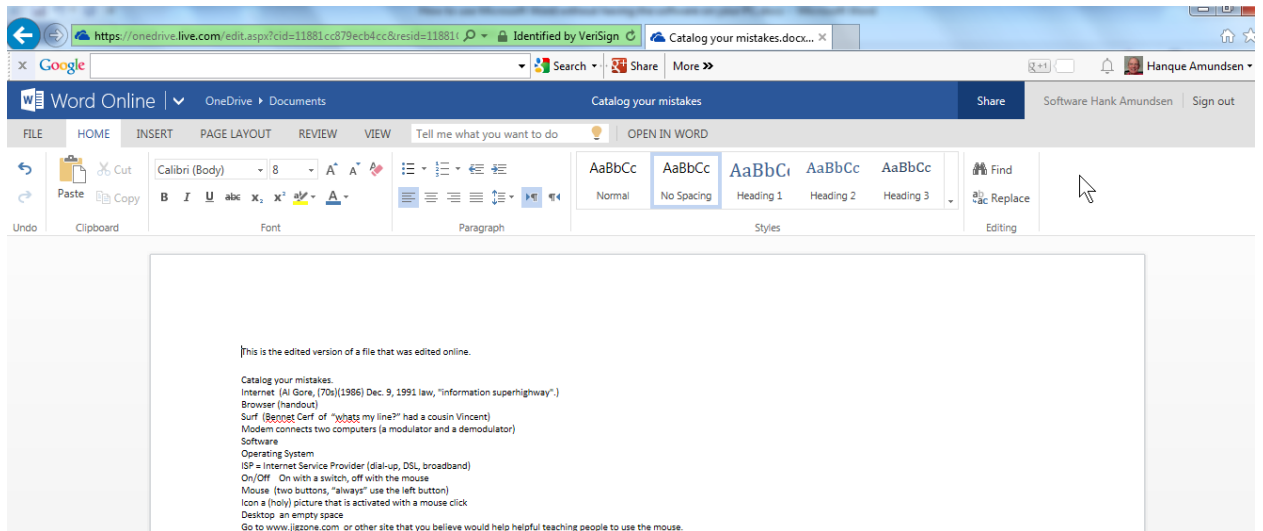 https://onedrive.live.com/edit.aspx?cid=11881cc879ecb4cc&resid=11881 Identified by VeriSign Catalog your mistakes.docx...
x Google Search Share More » +1 Hanque Amundsen
Word Online OneDrive Documents Catalog your mistakes Share Software Hank Amundsen Sign out
FILE HOME INSERT PAGE LAYOUT REVIEW VIEW Tell me what you want to do OPEN IN WORD
Cut Calibri (Body) 8 AaBbCc AaBbCc AaBbCc AaBbCc AaBbCc Find
Paste Copy B I U abc x₂ x² A Normal No Spacing Heading 1 Heading 2 Heading 3 Replace
Undo Clipboard Font Paragraph Styles Editing
This is the edited version of a file that was edited online.
Catalog your mistakes.
Internet (Al Gore, (70s)(1986) Dec. 9, 1991 law, "information superhighway".)
Browser (handout)
Surf (Bennet Cerf of "whats my line?" had a cousin Vincent)
Modem connects two computers (a modulator and a demodulator)
Software
Operating System
ISP = Internet Service Provider (dial-up, DSL, broadband)
On/Off On with a switch, off with the mouse
Mouse (two buttons, "always" use the left button)
Icon a (holy) picture that is activated with a mouse click
Desktop an empty space
Go to www.jigzone.com or other site that you believe would help helpful teaching people to use the mouse.